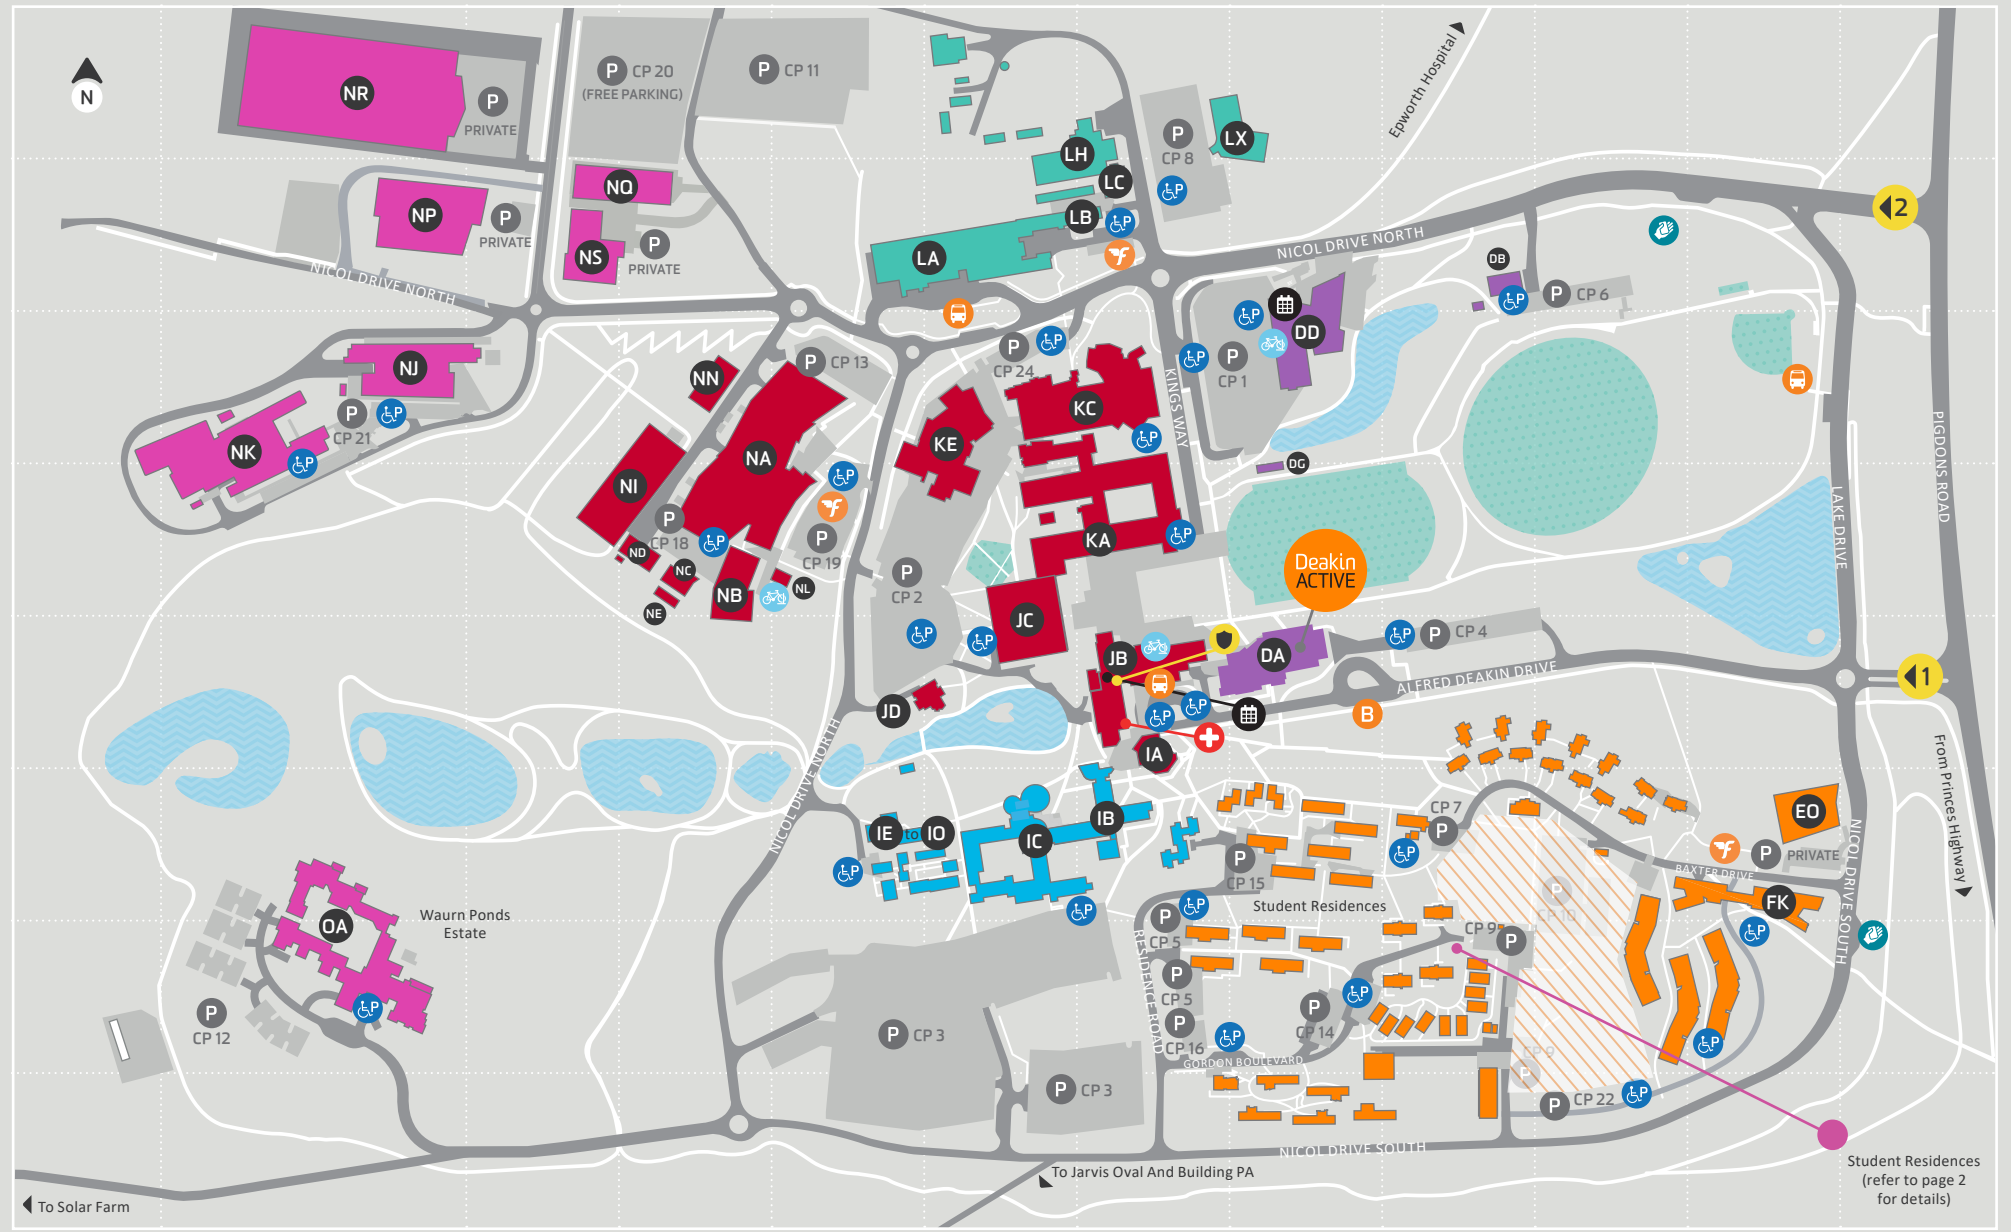 N
NR
P
PRIVATE
P CP 20
(FREE PARKING)
P CP 11
Epworth Hospital
LH
LC
LB
LA
P
CP 8
LX
P
2
NP
P
PRIVATE
NQ
NS
P
PRIVATE
NICOL DRIVE NORTH
NICOL DRIVE NORTH
DB
P
P CP 6
DD
P
P
CP 1
P
KINGS WAY
PIGDONS ROAD
LAKE DRIVE
NJ
P
CP 21
P
NK
P
NN
P CP 13
NA
NI
P
CP 18
P
P
P
CP 19
ND
NC
NE
NB
NL
P
CP 24
P
KC
KE
P
KA
P
DG
P
CP 2
P
P
JC
JB
JD
Deakin
ACTIVE
DA
P P CP 4
ALFRED DEAKIN DRIVE
1
B
P
P
IA
NICOL DRIVE NORTH
IE to IO
IC
IB
P
P
From Princes Highway
CP 7
P
P
EO
P PRIVATE
BAXTER DRIVE
FK
P
NICOL DRIVE SOUTH
P
CP 15
Student Residences
P
CP 10
P
CP 5
P
CP 9 P
P
CP 5
P
CP 16
RESIDENCE ROAD
P
CP 14
P
P
GORDON BOULEVARD
CP 9
P
P CP 22
P
P
OA
P
Waurn Ponds
Estate
P
CP 12
P CP 3
P CP 3
NICOL DRIVE SOUTH
To Jarvis Oval And Building PA
To Solar Farm
Student Residences
(refer to page 2
for details)